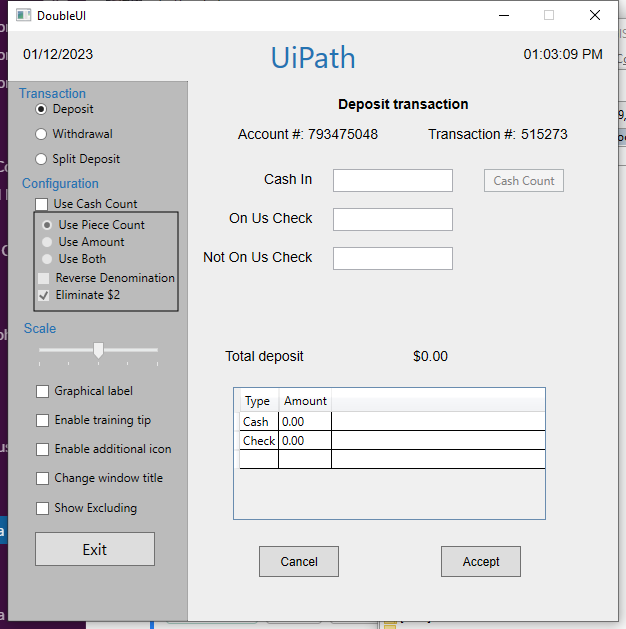 DoubleUI
01/12/2023
UiPath
01:03:09 PM
Transaction
Deposit
Withdrawal
Split Deposit
Configuration
Use Cash Count
Use Piece Count
Use Amount
Use Both
Reverse Denomination
Eliminate $2
Scale
Graphical label
Enable training tip
Enable additional icon
Change window title
Show Excluding
Exit
Deposit transaction
Account #: 793475048 Transaction #: 515273
Cash In
Cash Count
On Us Check
Not On Us Check
Total deposit $0.00
Type Amount
Cash 0.00
Check 0.00
Cancel Accept